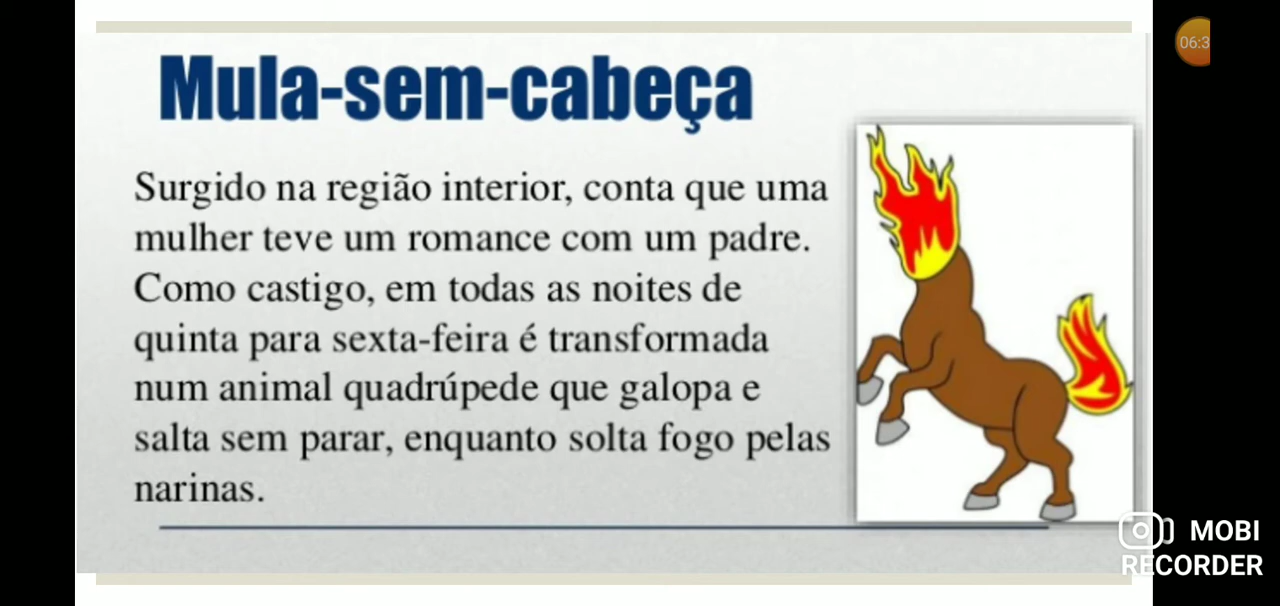 Mula-sem-cabeça
Surgido na região interior, conta que uma
mulher teve um romance com um padre.
Como castigo, em todas as noites de
quinta para sexta-feira é transformada
num animal quadrúpede que galopa e
salta sem parar, enquanto solta fogo pelas
narinas.
06:3
MOBI
RECORDER